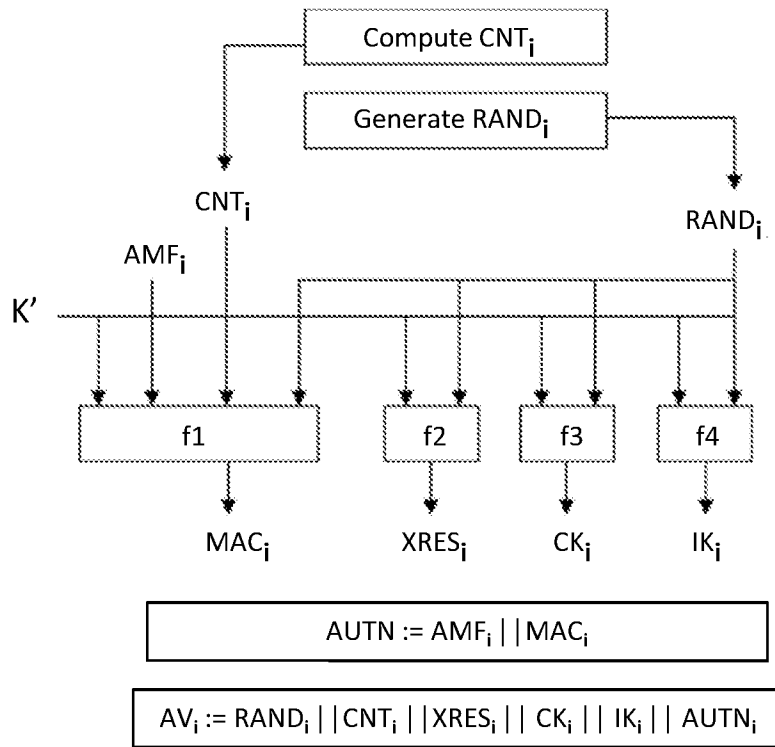 Compute CNTi
Generate RANDi
CNTi
RANDi
AMFi
K’
f1 f2 f3 f4
MACi XRESi CKi IKi
AUTN := AMFi ||MACi
AVi := RANDi ||CNTi ||XRESi || CKi || IKi || AUTNi